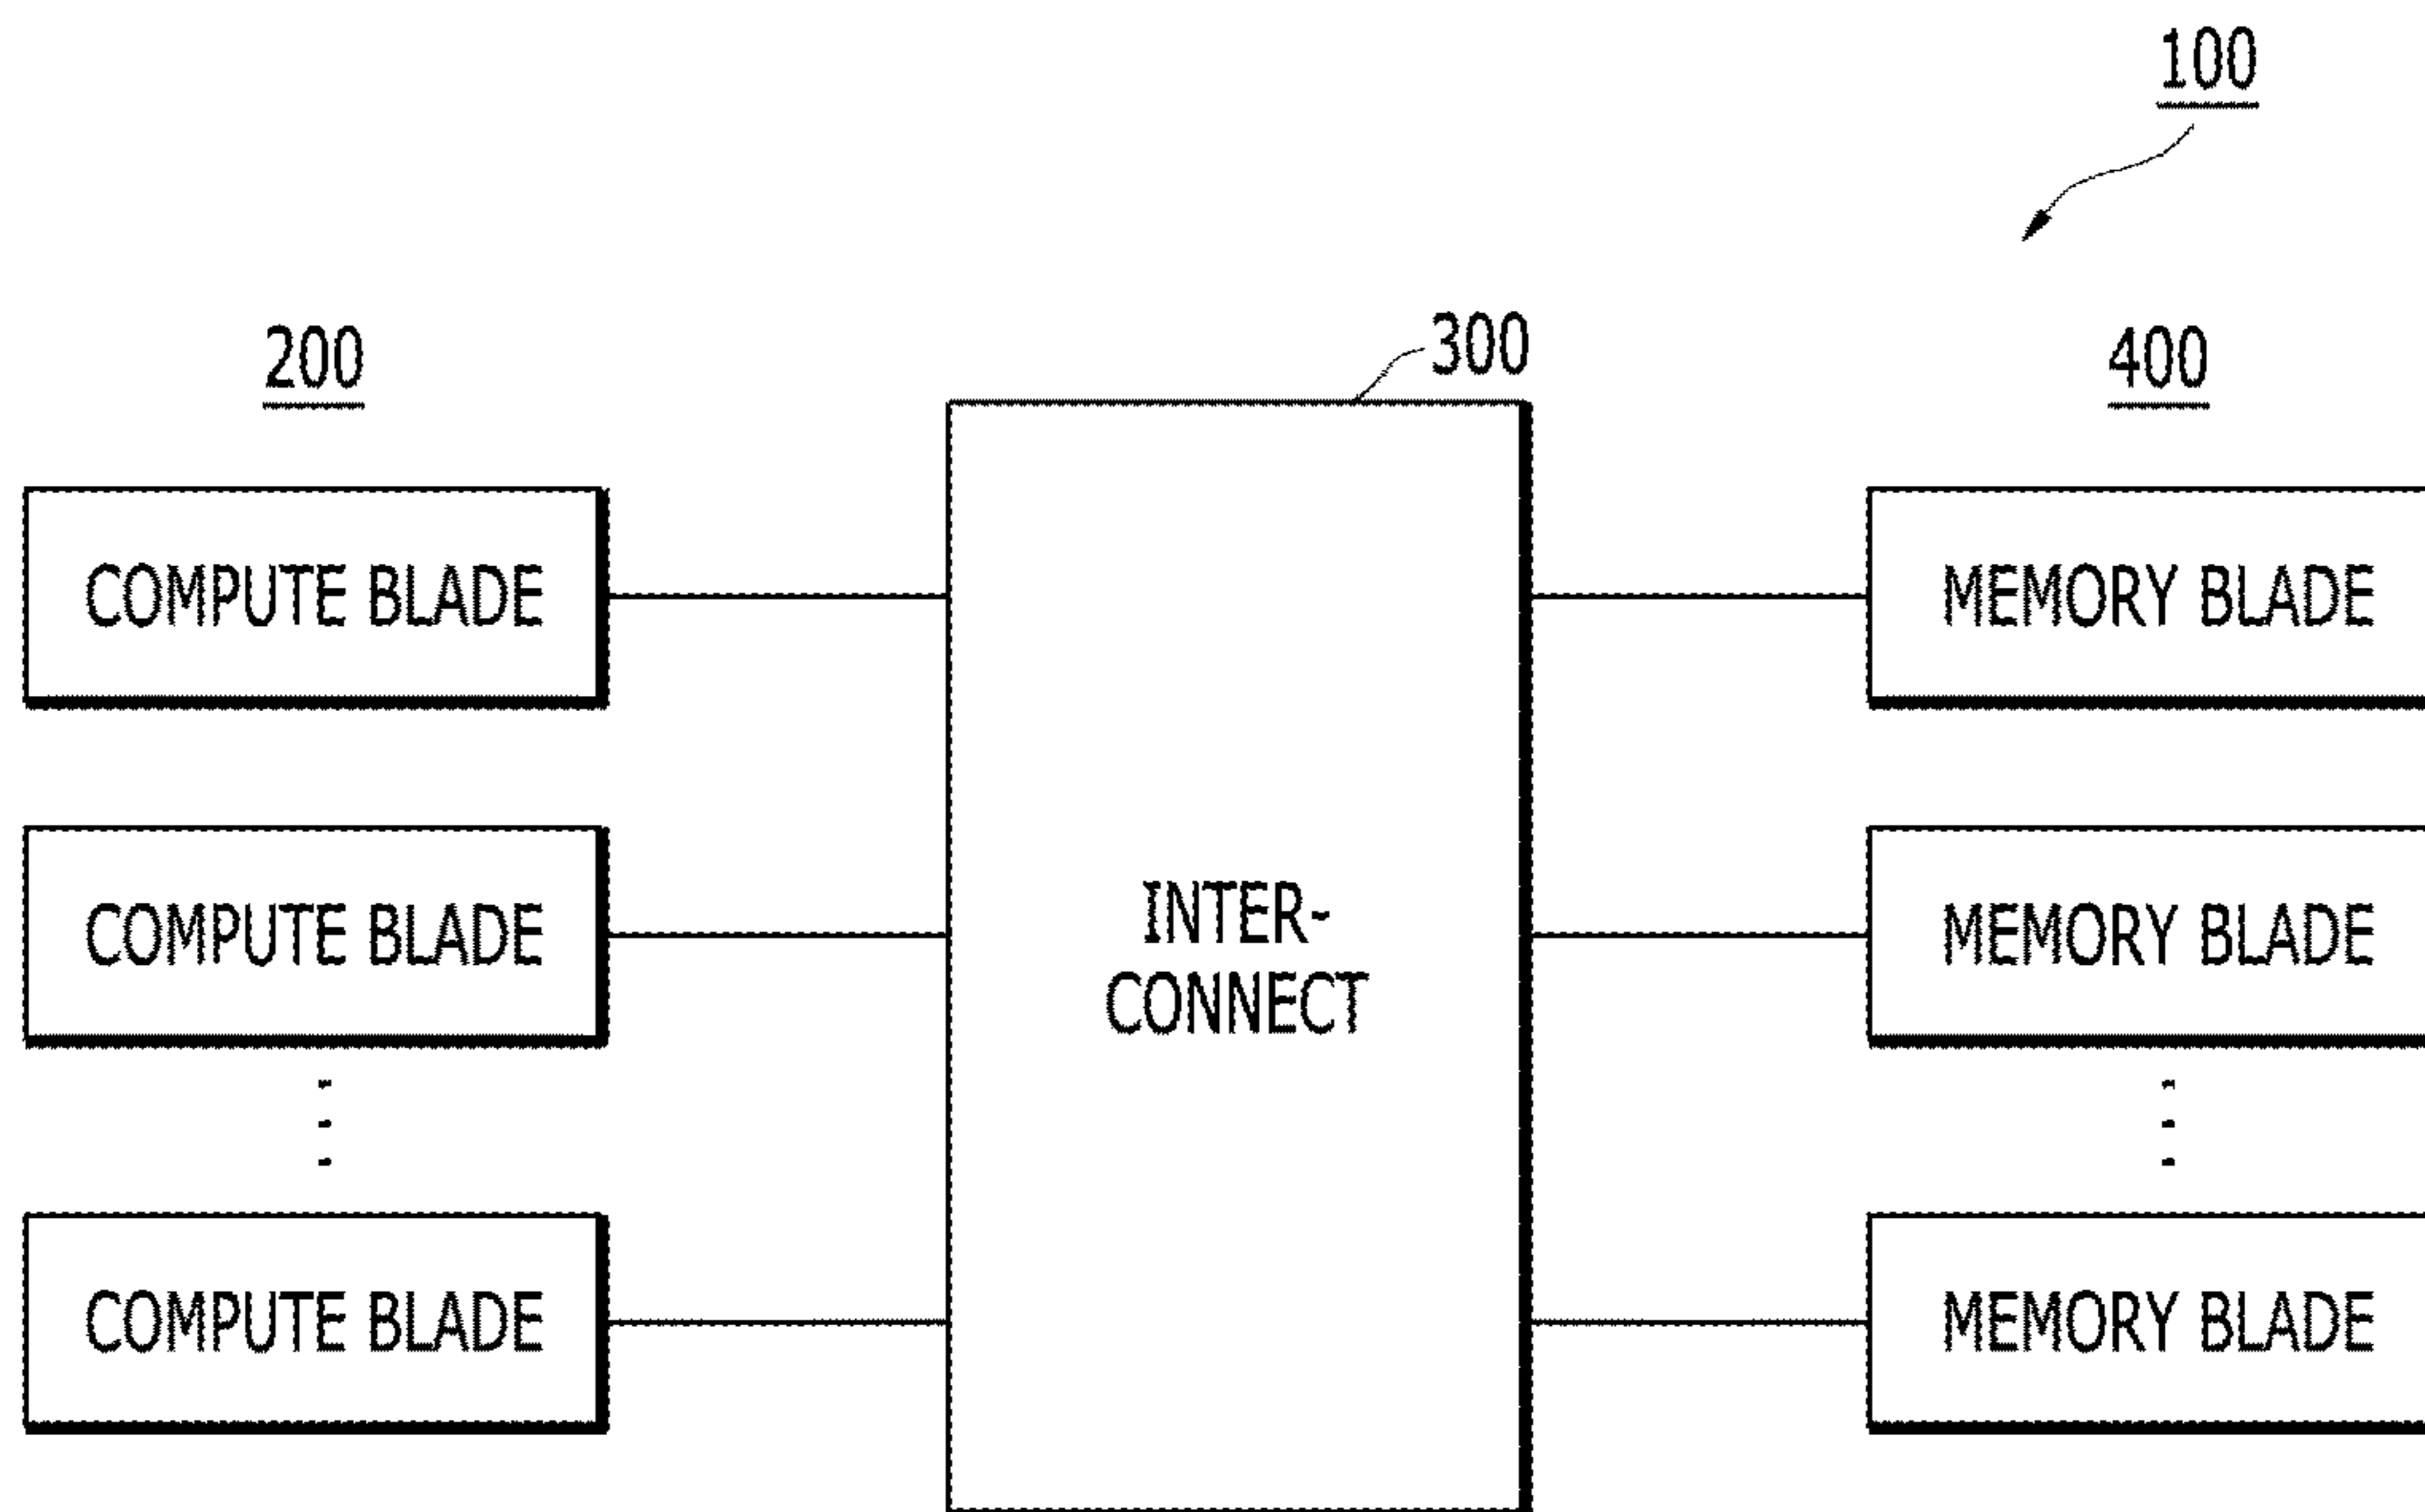 100
200
300
400
COMPUTE BLADE
MEMORY BLADE
COMPUTE BLADE
INTER-
CONNECT
MEMORY BLADE
COMPUTE BLADE
MEMORY BLADE